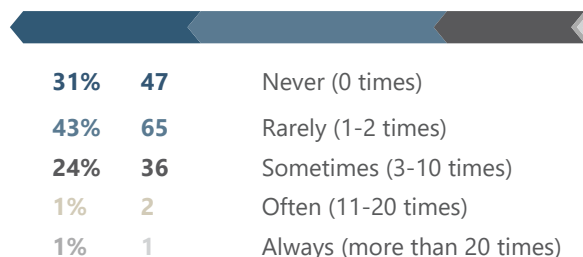 31% 47 Never (0 times)
43% 65 Rarely (1-2 times)
24% 36 Sometimes (3-10 times)
1% 2 Often (11-20 times)
1% 1 Always (more than 20 times)